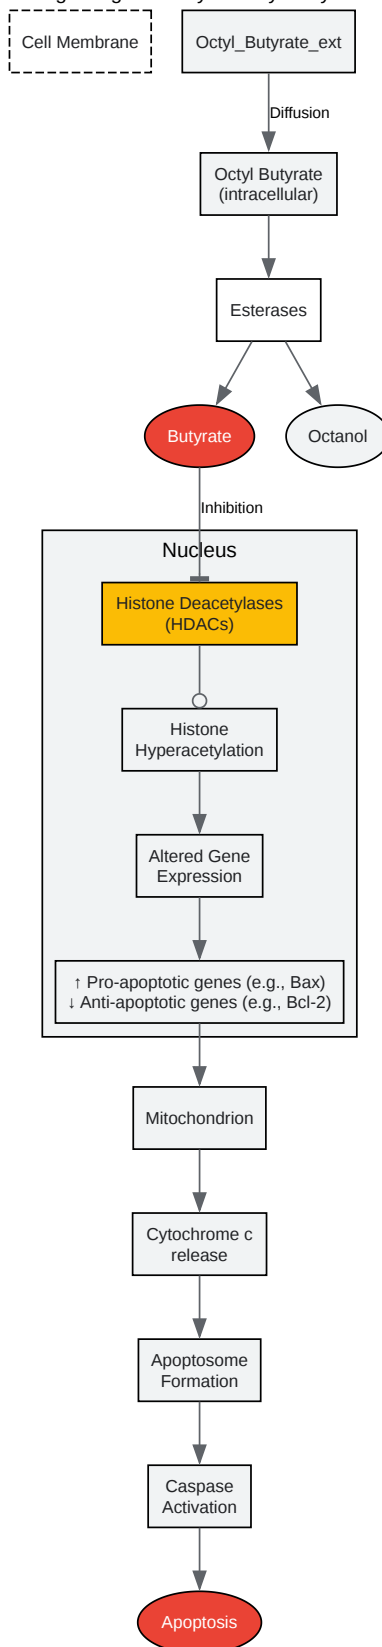 Cell Membrane
Octyl_Butyrate_ext
Diffusion
Octyl Butyrate
(intracellular)
Esterases
Butyrate
Octanol
Inhibition
Nucleus
Histone Deacetylases
(HDACs)
Histone
Hyperacetylation
Altered Gene
Expression
↑ Pro-apoptotic genes (e.g., Bax)
↓ Anti-apoptotic genes (e.g., Bcl-2)
Mitochondrion
Cytochrome c
release
Apoptosome
Formation
Caspase
Activation
Apoptosis